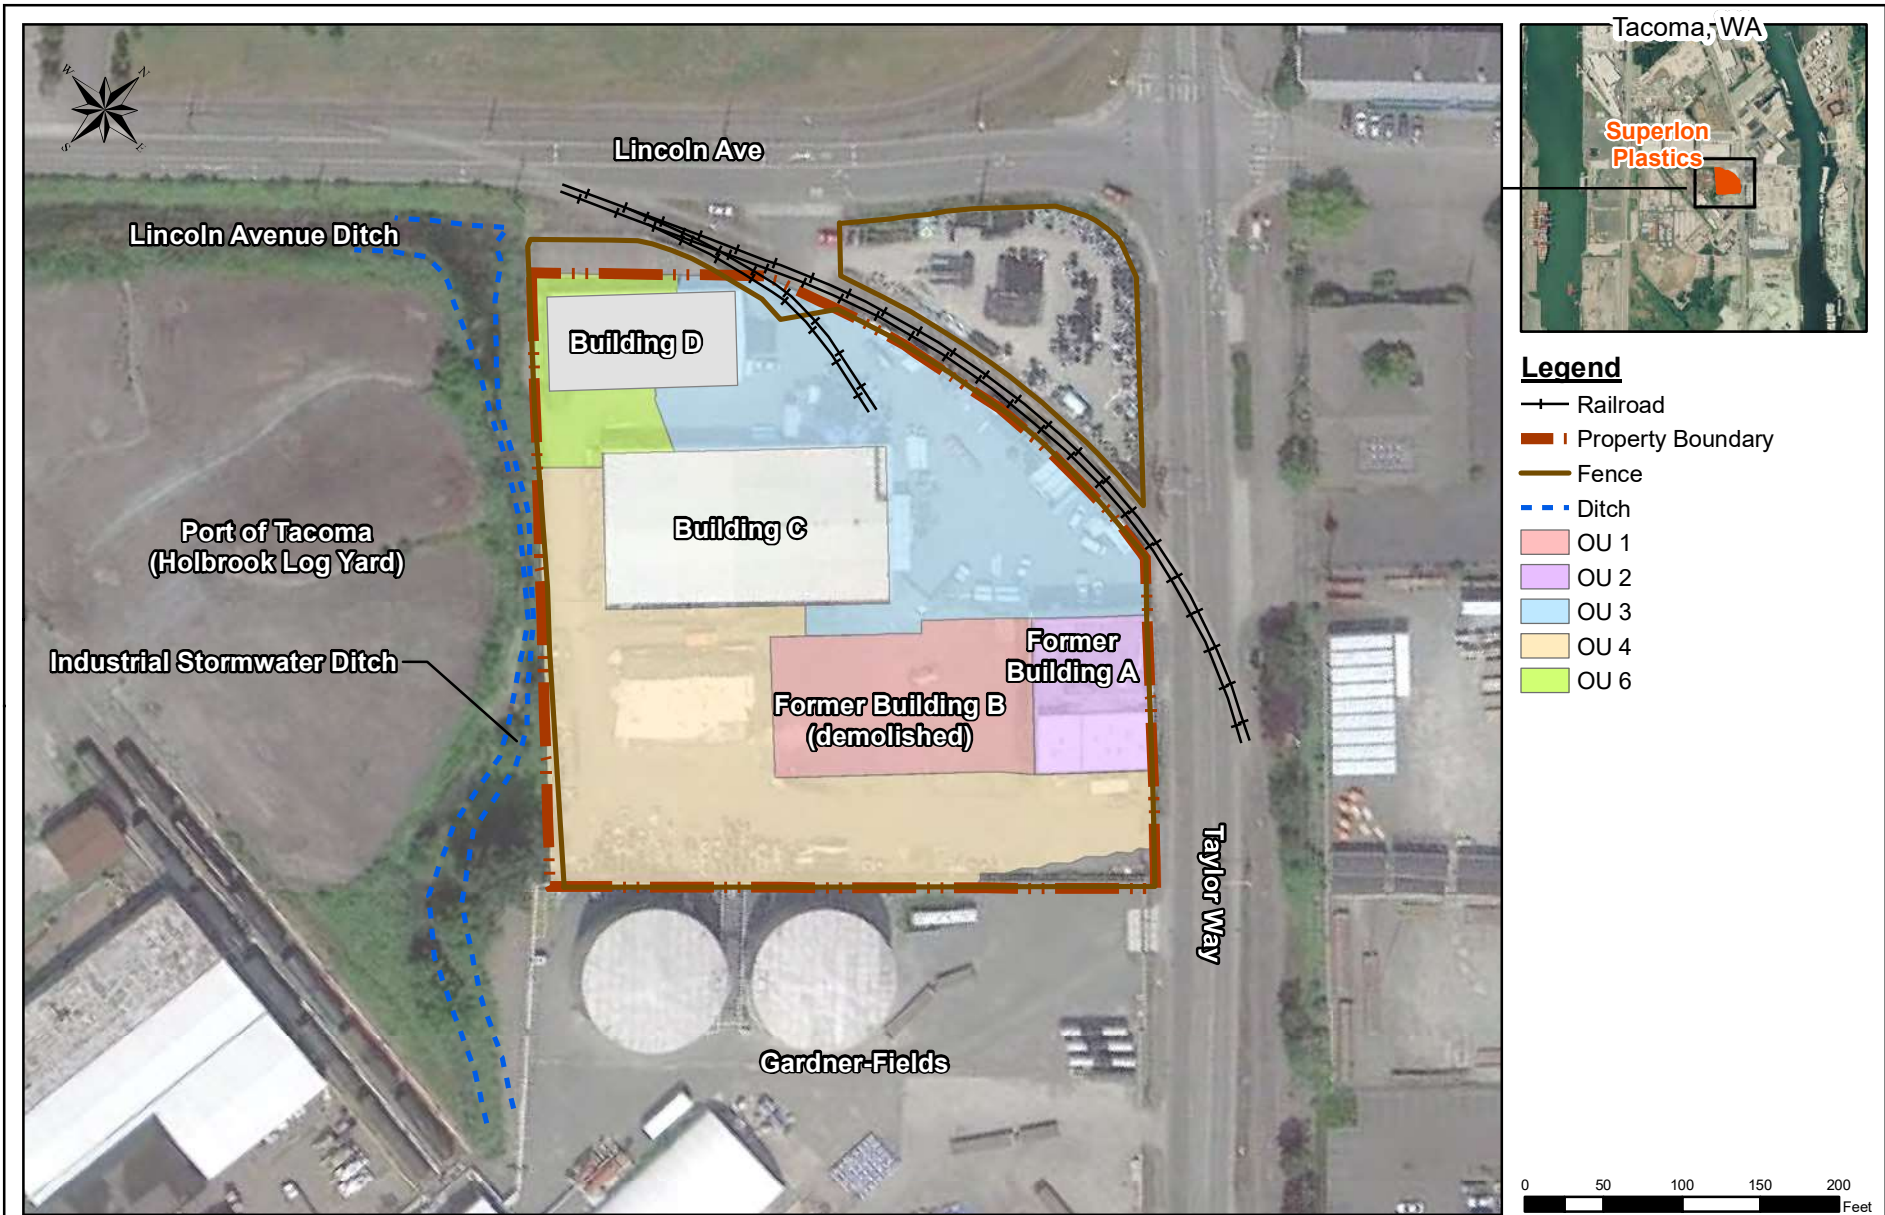 W
N
S
E
Lincoln Ave
Lincoln Avenue Ditch
Building D
Building C
Port of Tacoma
(Holbrook Log Yard)
Industrial Stormwater Ditch
Former
Building A
Former Building B
(demolished)
Taylor Way
Gardner-Fields
Tacoma, WA
Superlon
Plastics
Legend
Railroad
Property Boundary
Fence
Ditch
OU 1
OU 2
OU 3
OU 4
OU 6
0 50 100 150 200
Feet